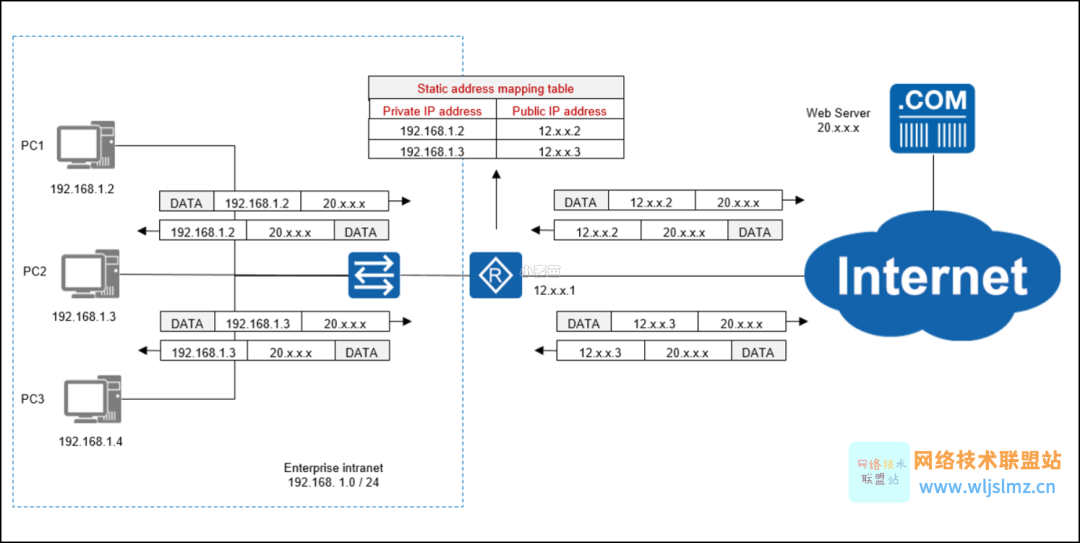 Static address mapping table
Private IP address Public IP address
192.168.1.2 12.x.x.2
192.168.1.3 12.x.x.3
Web Server
20.x.x.x
.COM
PC1
192.168.1.2
DATA 192.168.1.2 20.x.x.x
192.168.1.2 20.x.x.x DATA
DATA 12.x.x.2 20.x.x.x
12.x.x.2 20.x.x.x DATA
PC2
192.168.1.3
R
12.x.x.1
Internet
DATA 192.168.1.3 20.x.x.x
192.168.1.3 20.x.x.x DATA
DATA 12.x.x.3 20.x.x.x
12.x.x.3 20.x.x.x DATA
PC3
192.168.1.4
Enterprise intranet
192.168. 1.0 / 24
网络技术
联盟站
网络技术联盟站
www.wljslmz.cn